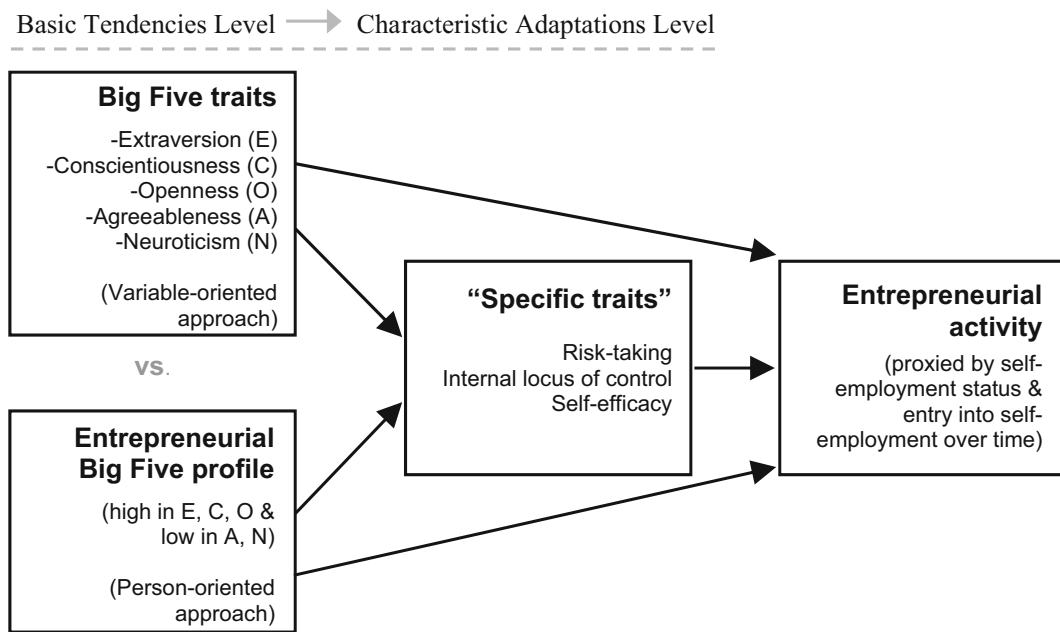 Basic Tendencies Level
Characteristic Adaptations Level
Big Five traits
-Extraversion (E)
-Conscientiousness (C)
-Openness (O)
-Agreeableness (A)
-Neuroticism (N)
(Variable-oriented
approach)
vs.
Entrepreneurial
Big Five profile
(high in E, C, O &
low in A, N)
(Person-oriented
approach)
“Specific traits”
Risk-taking
Internal locus of control
Self-efficacy
Entrepreneurial
activity
(proxied by self-
employment status &
entry into self-
employment over time)